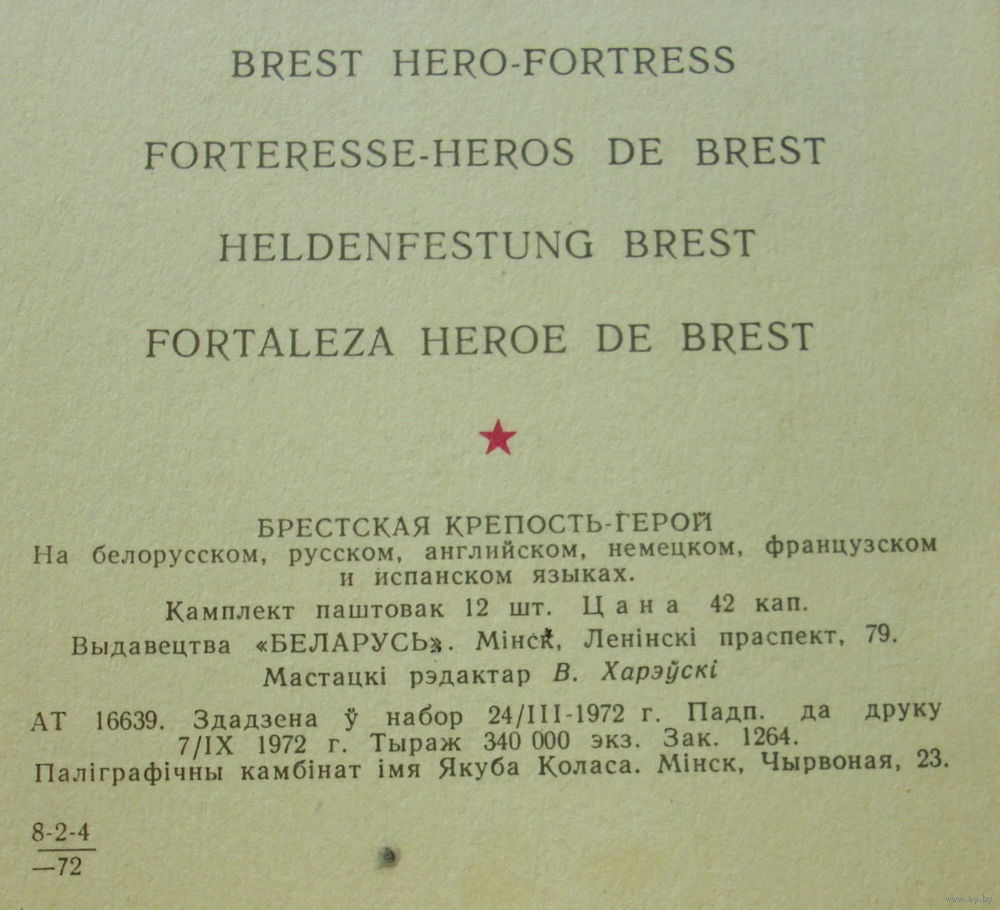 BREST HERO-FORTRESS
FORTERESSE-HEROS DE BREST
HELDENFESTUNG BREST
FORTALEZA HEROE DE BREST
БРЕСТСКАЯ КРЕПОСТЬ-ГЕРОЙ
На белорусском, русском, английском, немецком, французском
и испанском языках.
Камплект паштовак 12 шт. Цана 42 кап.
Выдавецтва «БЕЛАРУСЬ». Мінск, Ленінскі праспект, 79.
Мастацкі рэдактар В. Харэўскі
АТ 16639. Здадзена ў набор 24/III-1972 г. Падп. да друку
7/IX 1972 г. Тыраж 340 000 экз. Зак. 1264.
Паліграфічны камбінат імя Якуба Коласа. Мінск, Чырвоная, 23.
8-2-4
—72
www.ay.by